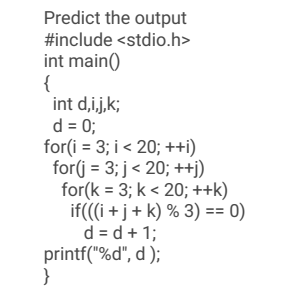 Predict the output
#include <stdio.h>
int main()
{
int d,i,j,k;
d = 0;
for(i = 3; i < 20; ++i)
for(j = 3; j < 20; ++j)
for(k = 3; k < 20; ++k)
if(((i + j + k) % 3) == 0)
d = d + 1;
printf("%d", d );
}